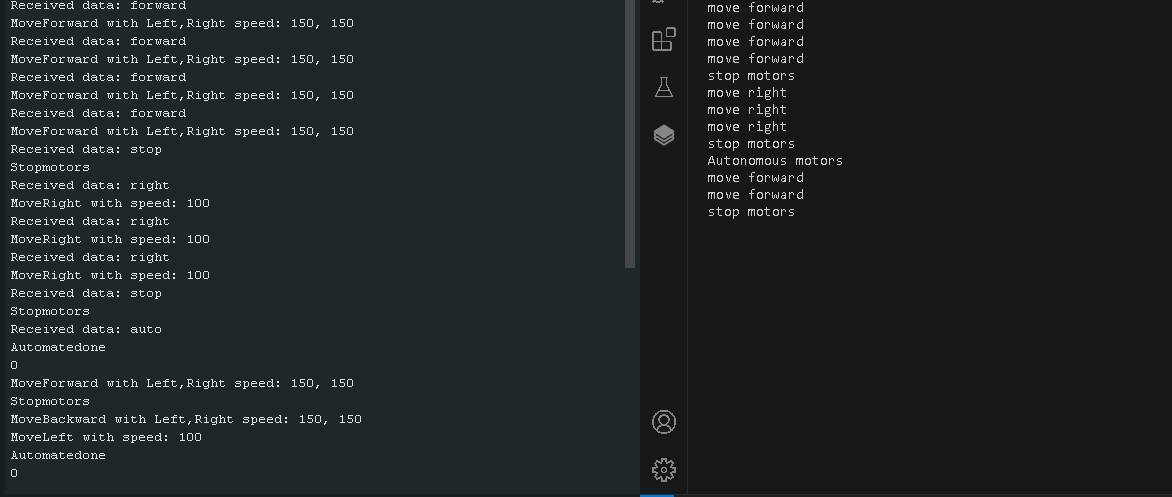 Received data: forward
MoveForward with Left,Right speed: 150, 150
Received data: forward
MoveForward with Left,Right speed: 150, 150
Received data: forward
MoveForward with Left,Right speed: 150, 150
Received data: forward
MoveForward with Left,Right speed: 150, 150
Received data: stop
Stopmotors
Received data: right
MoveRight with speed: 100
Received data: right
MoveRight with speed: 100
Received data: right
MoveRight with speed: 100
Received data: stop
Stopmotors
Received data: auto
Automatedone
0
MoveForward with Left,Right speed: 150, 150
Stopmotors
MoveBackward with Left,Right speed: 150, 150
MoveLeft with speed: 100
Automatedone
0
move forward
move forward
move forward
move forward
stop motors
move right
move right
move right
stop motors
Autonomous motors
move forward
move forward
stop motors